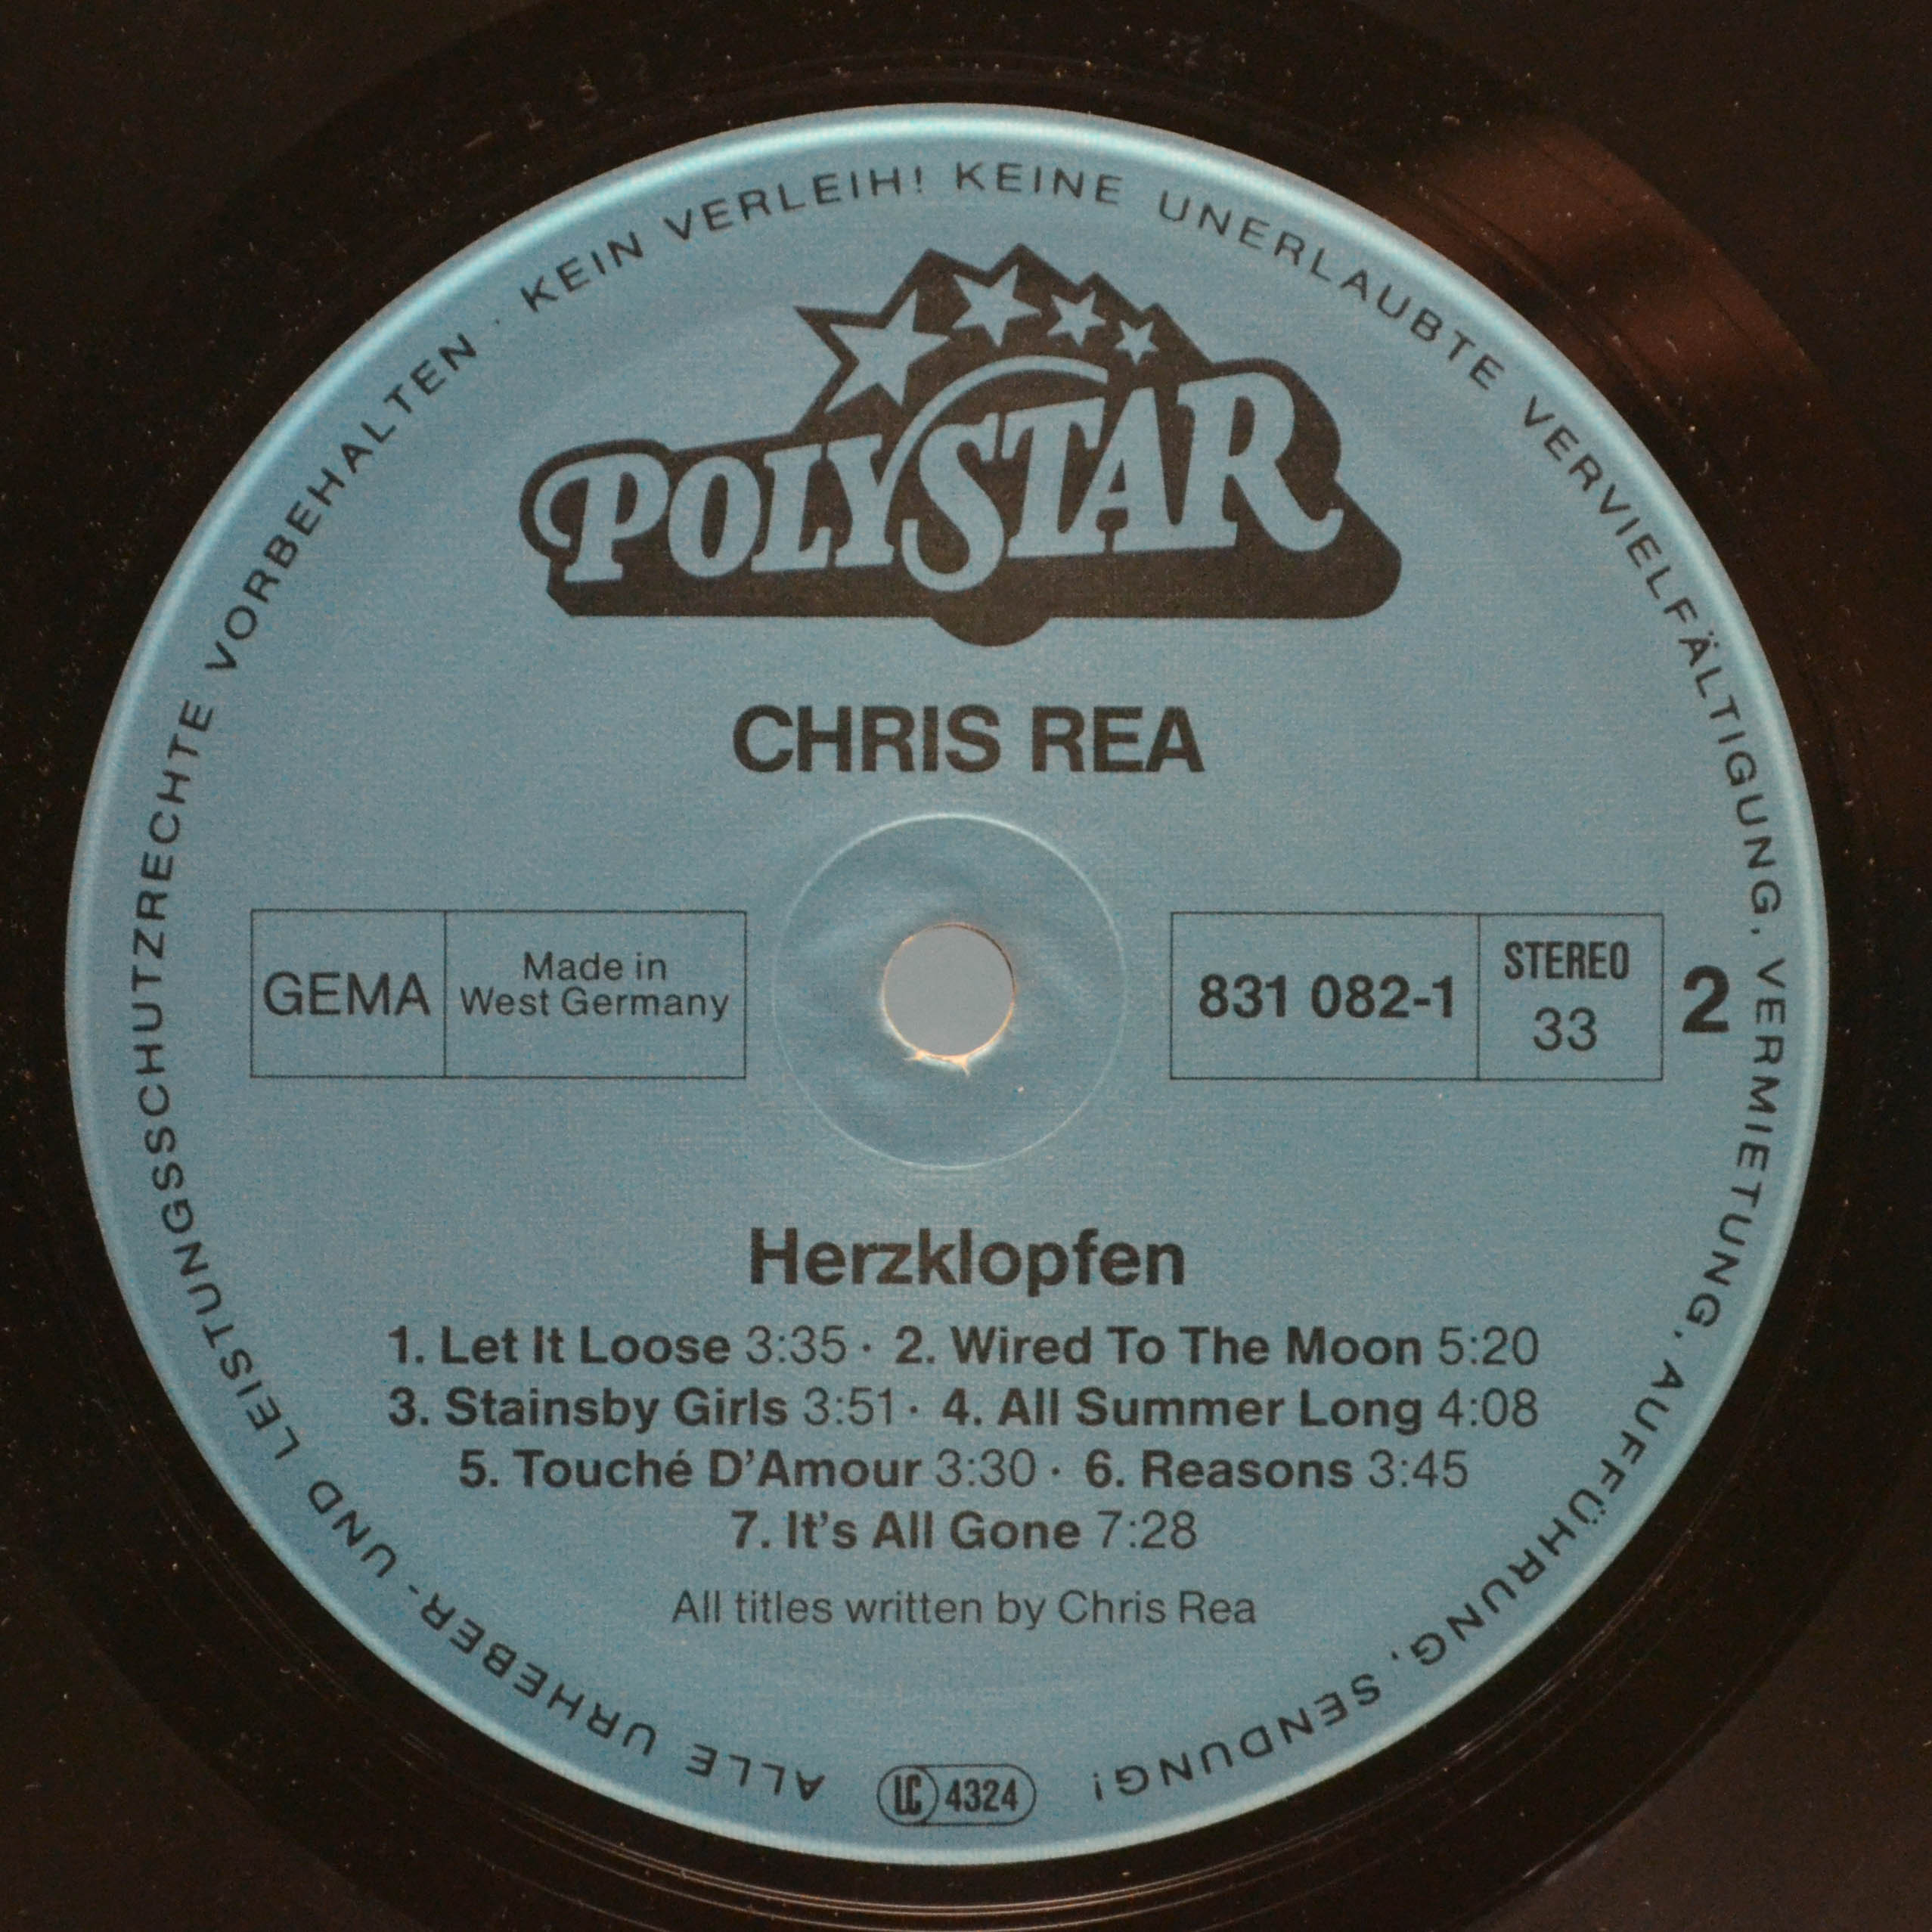 ALLE URHEBER- UND LEISTUNGSSCHUTZRECHTE VORBEHALTEN · KEIN VERLEIH! KEINE UNERLAUBTE VERVIELFÄLTIGUNG, VERMIETUNG, AUFFÜHRUNG, SENDUNG!
POLYSTAR
CHRIS REA
GEMA
Made in
West Germany
831 082-1
STEREO
33
2
Herzklopfen
1. Let It Loose 3:35 · 2. Wired To The Moon 5:20
3. Stainsby Girls 3:51 · 4. All Summer Long 4:08
5. Touché D’Amour 3:30 · 6. Reasons 3:45
7. It’s All Gone 7:28
All titles written by Chris Rea
LC 4324